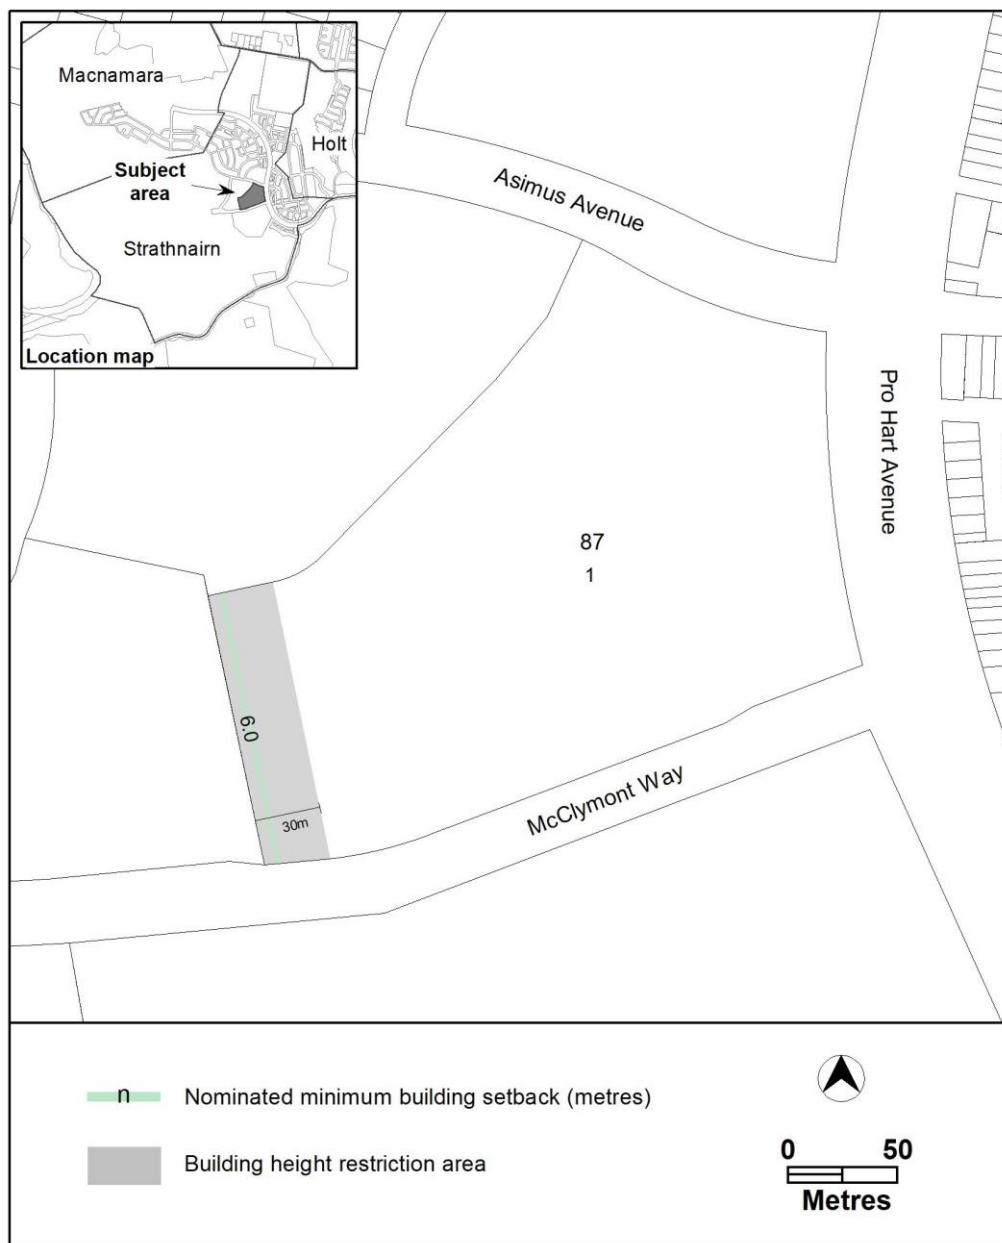 Macnamara
Holt
Subject
area
Strathnairn
Location map
Asimus Avenue
Pro Hart Avenue
87
1
6.0
30m
McClymont Way
n
Nominated minimum building setback (metres)
Building height restriction area
0 50
Metres